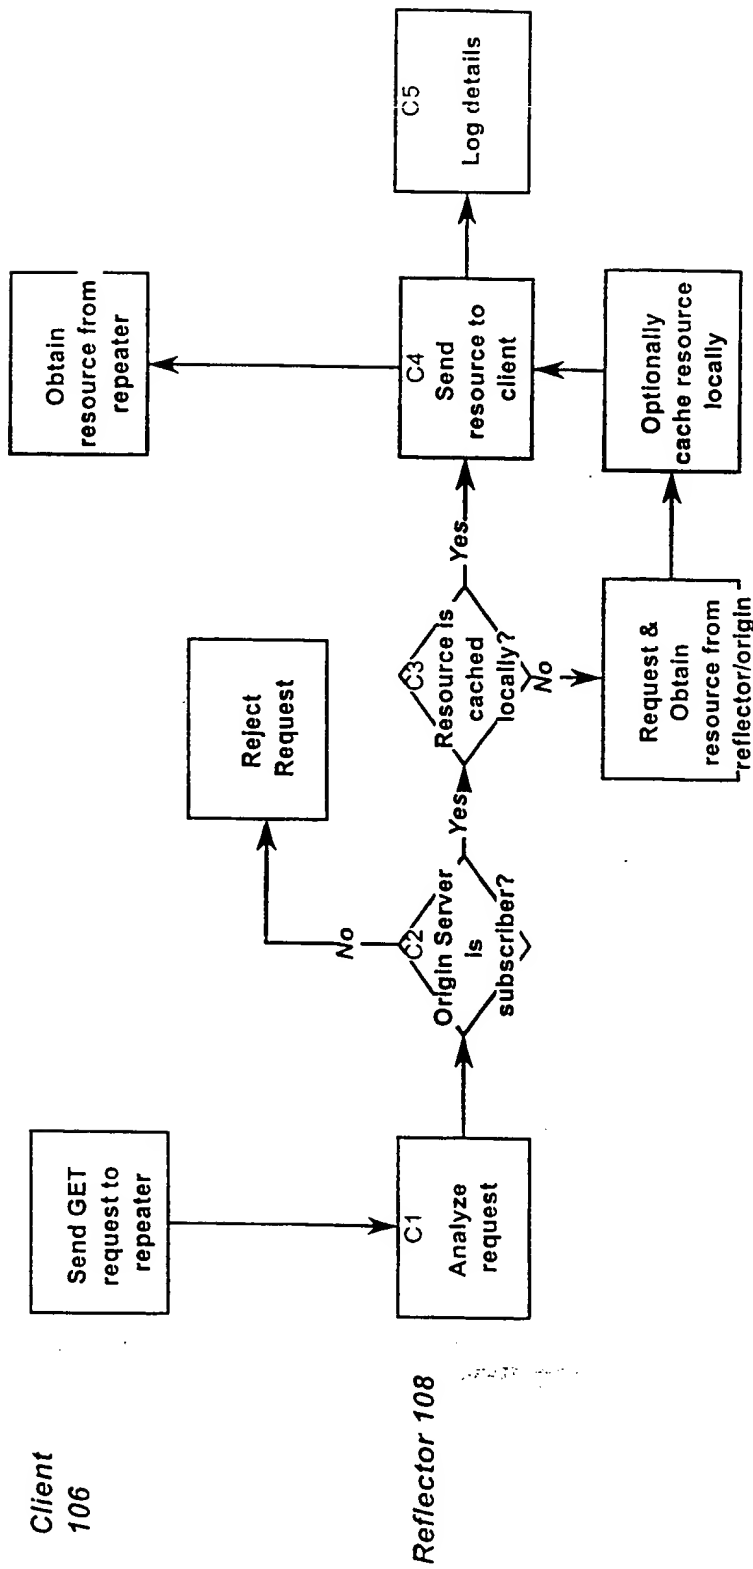 Client
106
Send GET
request to
repeater
Obtain
resource from
repeater
Reject
Request
Reflector 108
C1
Analyze
request
C2
Origin Server
is
subscriber?
No
Yes
C3
Resource is
cached
locally?
Yes
No
C4
Send
resource to
client
C5
Log details
Request &
Obtain
resource from
reflector/origin
Optionally
cache resource
locally